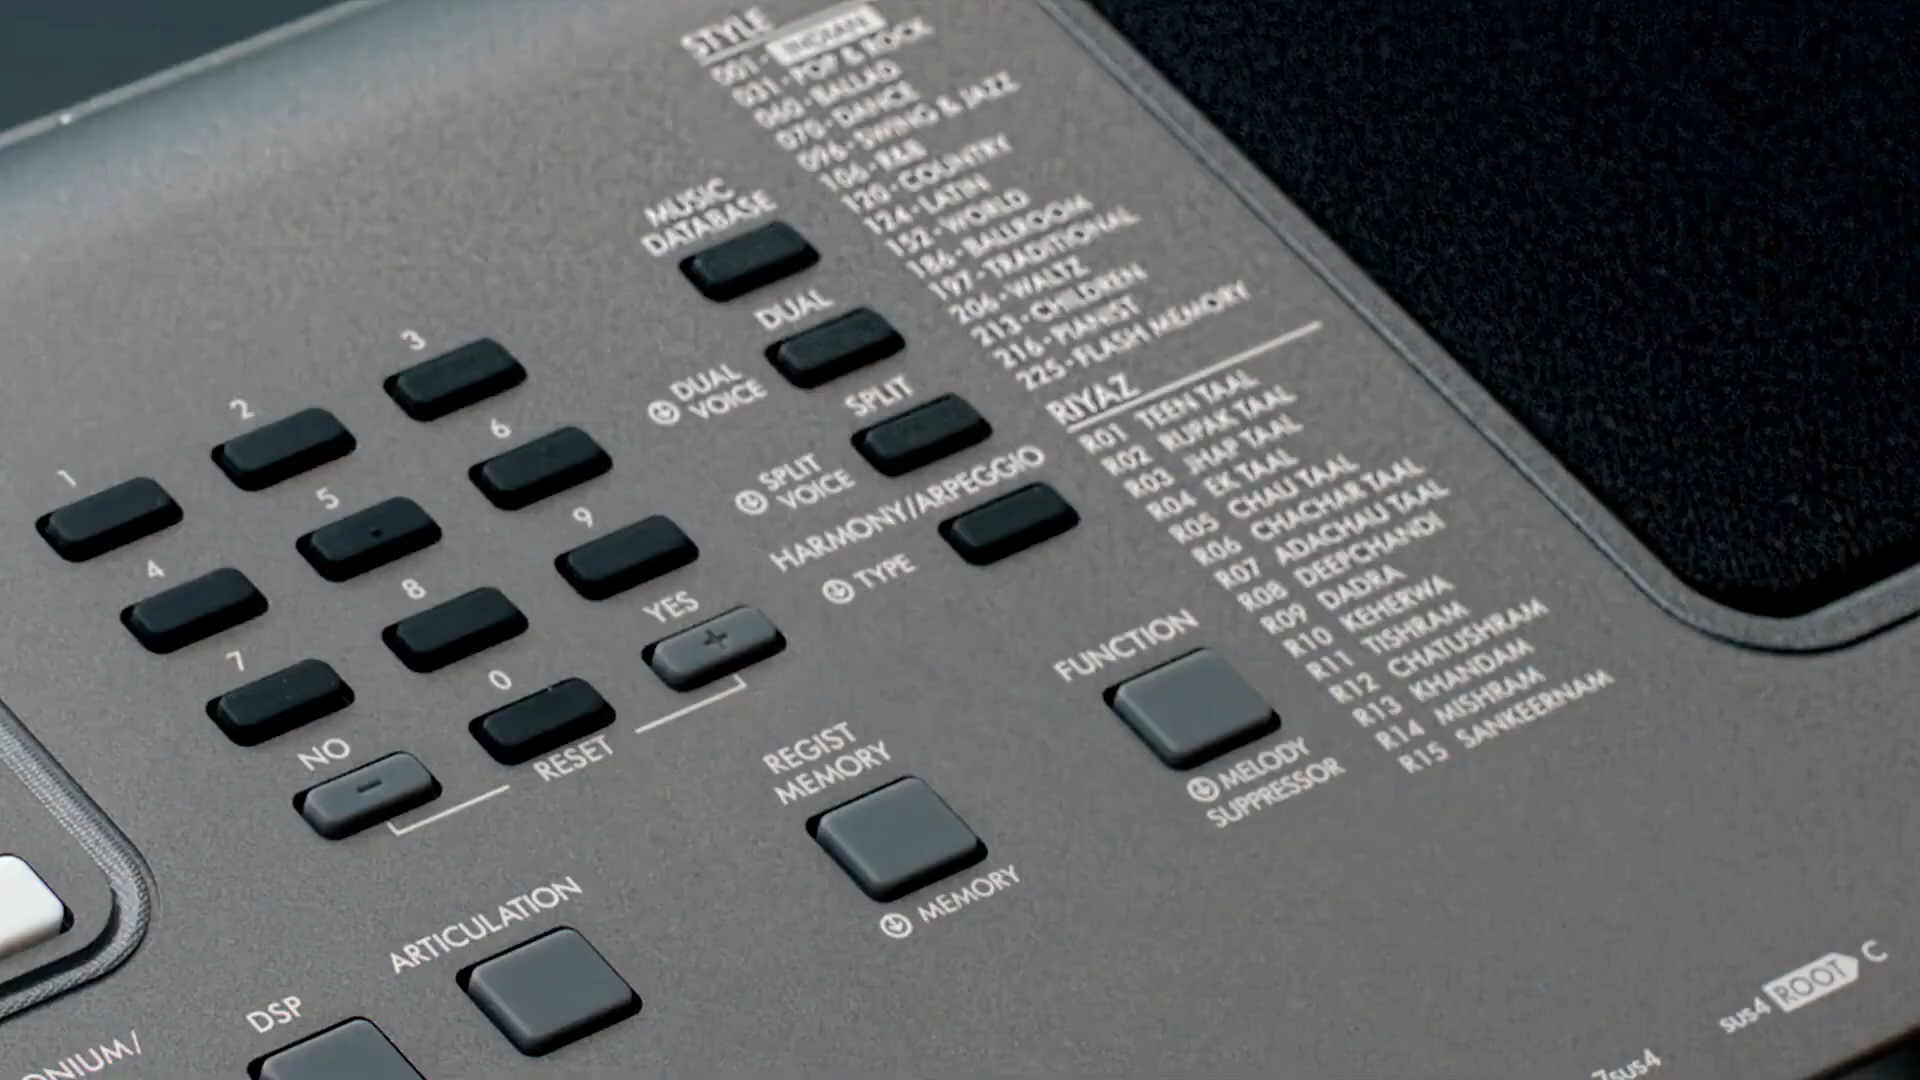 STYLE
001 - INDIAN
031 - POP & ROCK
060 - BALLAD
070 - DANCE
096 - SWING & JAZZ
106 - R&B
120 - COUNTRY
124 - LATIN
152 - WORLD
186 - BALLROOM
197 - TRADITIONAL
206 - WALTZ
213 - CHILDREN
216 - PIANIST
225 - FLASH MEMORY
RIYAZ
R01 TEEN TAAL
R02 RUPAK TAAL
R03 JHAP TAAL
R04 EK TAAL
R05 CHAU TAAL
R06 CHACHAR TAAL
R07 ADACHAU TAAL
R08 DEEPCHANDI
R09 DADRA
R10 KEHERWA
R11 TISHRAM
R12 CHATUSHRAM
R13 KHANDAM
R14 MISHRAM
R15 SANKEERNAM
MUSIC
DATABASE
DUAL
DUAL
VOICE
SPLIT
SPLIT
VOICE
HARMONY/ARPEGGIO
TYPE
1
2
3
4
5
6
7
8
9
0
NO
-
YES
+
RESET
FUNCTION
MELODY
SUPPRESSOR
REGIST
MEMORY
MEMORY
ARTICULATION
DSP
ONIUM/
sus4 ROOT C
7sus4